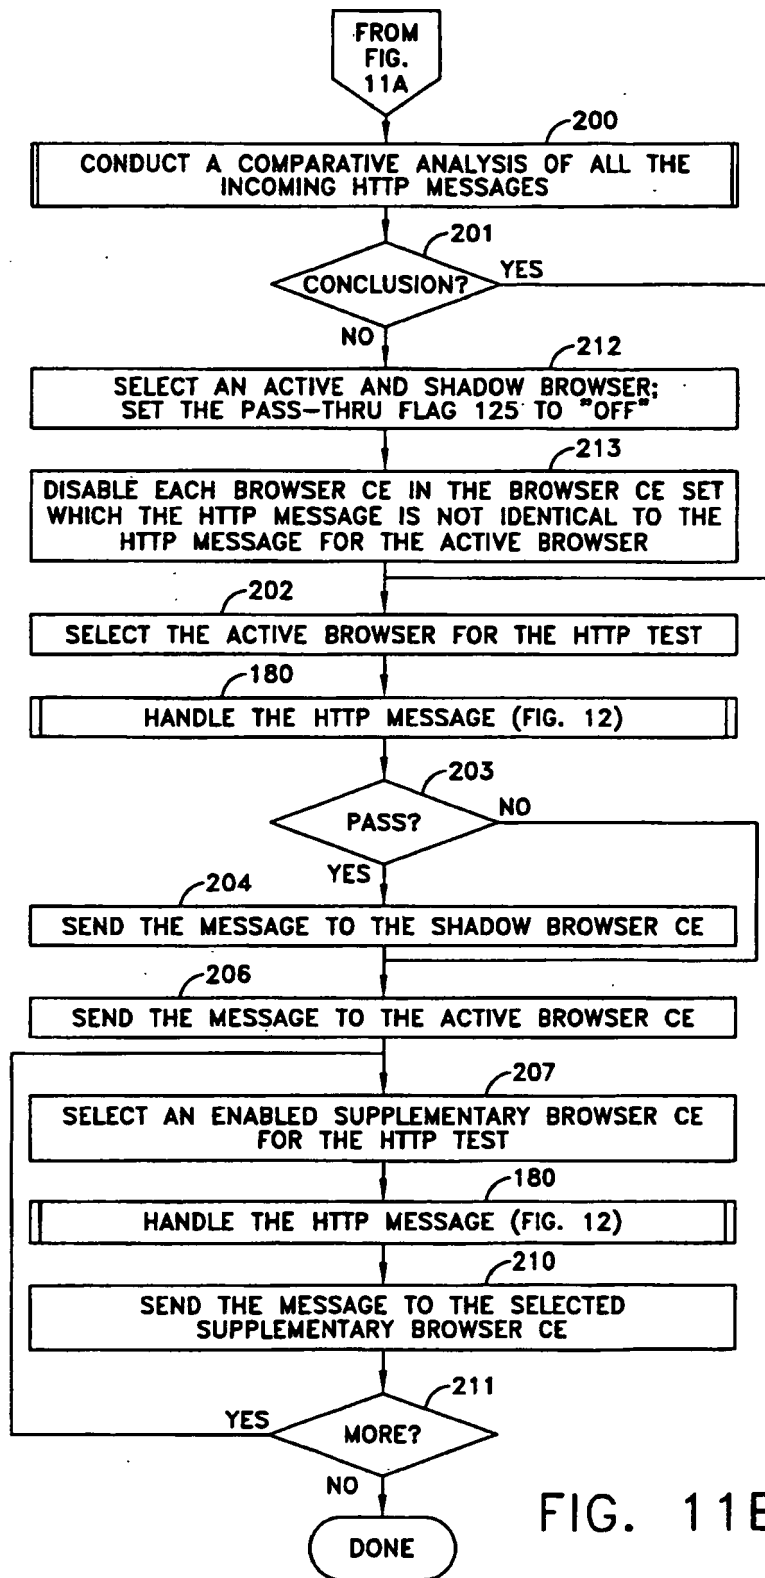 FROM
FIG.
11A
200
CONDUCT A COMPARATIVE ANALYSIS OF ALL THE
INCOMING HTTP MESSAGES
201
CONCLUSION?
YES
NO
212
SELECT AN ACTIVE AND SHADOW BROWSER;
SET THE PASS-THRU FLAG 125 TO "OFF"
213
DISABLE EACH BROWSER CE IN THE BROWSER CE SET
WHICH THE HTTP MESSAGE IS NOT IDENTICAL TO THE
HTTP MESSAGE FOR THE ACTIVE BROWSER
202
SELECT THE ACTIVE BROWSER FOR THE HTTP TEST
180
HANDLE THE HTTP MESSAGE (FIG. 12)
203
PASS?
NO
YES
204
SEND THE MESSAGE TO THE SHADOW BROWSER CE
206
SEND THE MESSAGE TO THE ACTIVE BROWSER CE
207
SELECT AN ENABLED SUPPLEMENTARY BROWSER CE
FOR THE HTTP TEST
180
HANDLE THE HTTP MESSAGE (FIG. 12)
210
SEND THE MESSAGE TO THE SELECTED
SUPPLEMENTARY BROWSER CE
211
YES
MORE?
NO
DONE
FIG. 11B